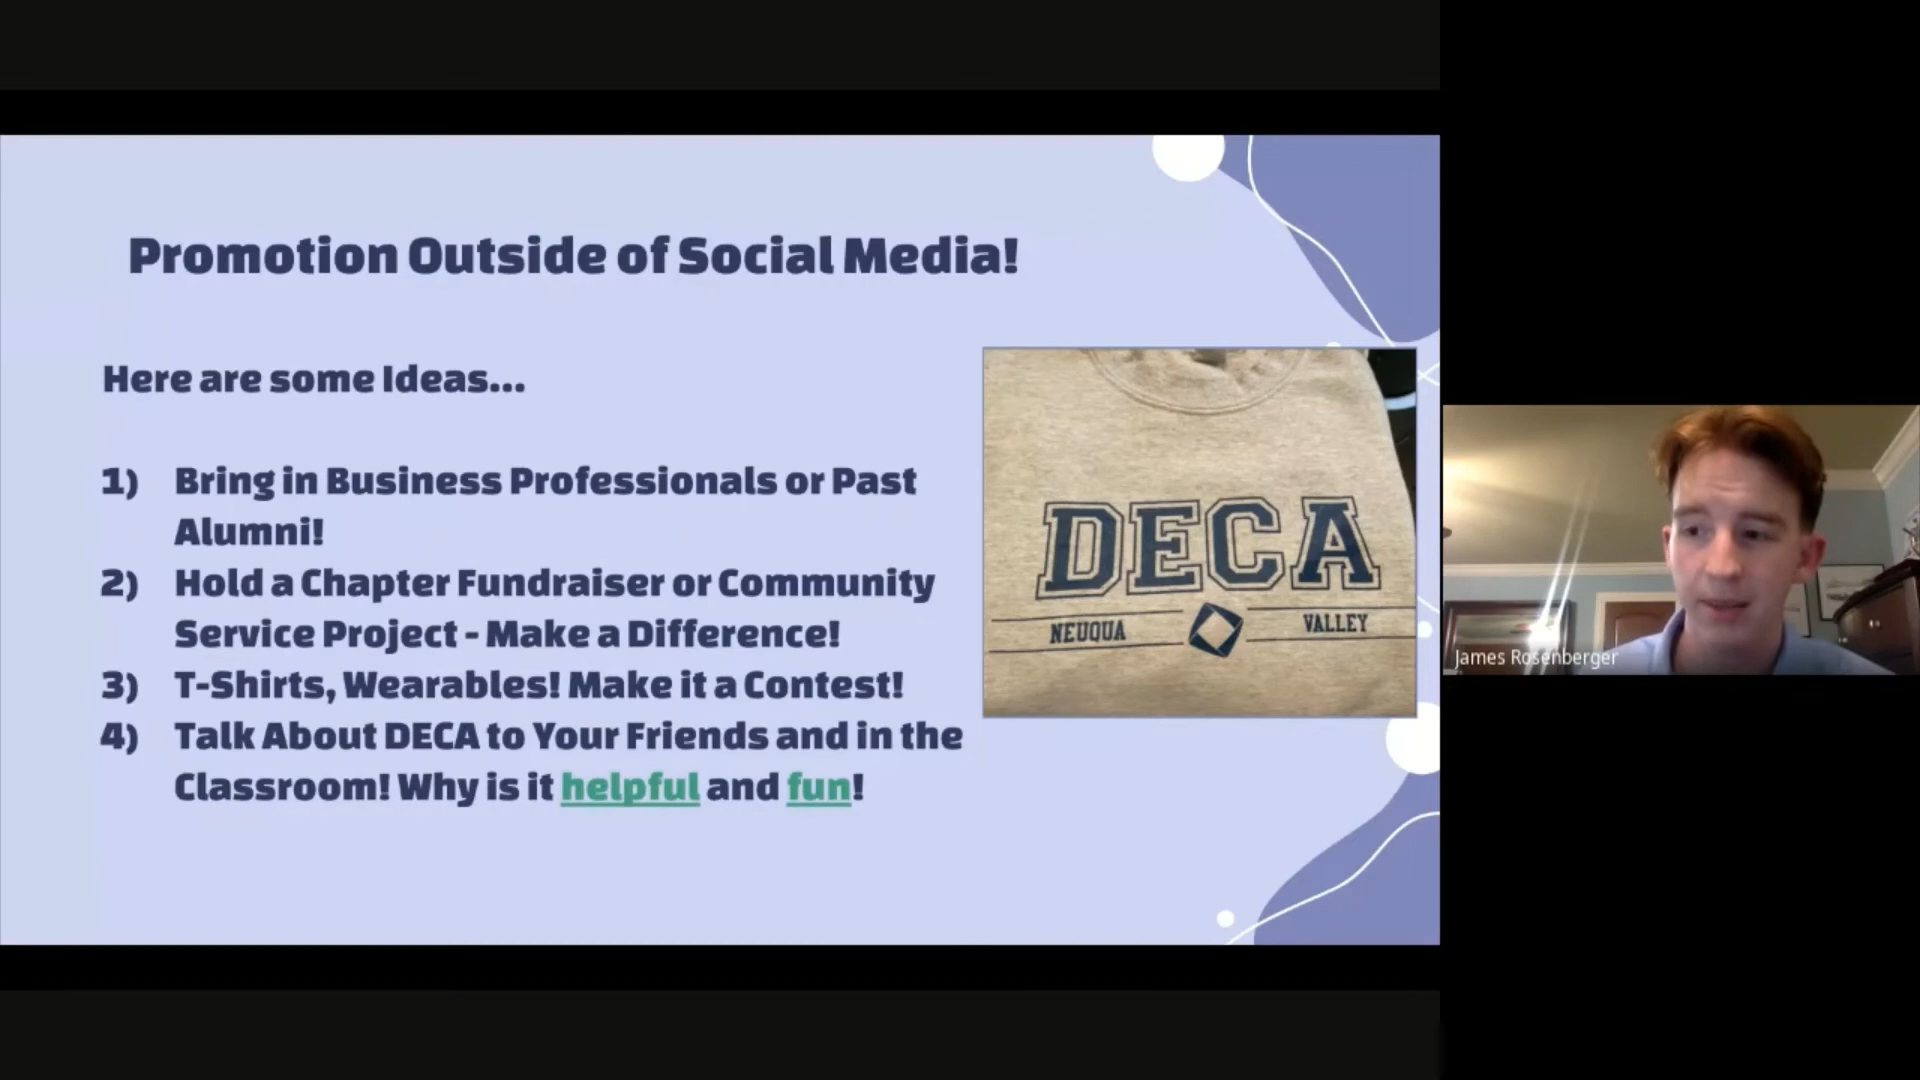 Promotion Outside of Social Media!
Here are some Ideas...
1) Bring in Business Professionals or Past
Alumni!
2) Hold a Chapter Fundraiser or Community
Service Project - Make a Difference!
3) T-Shirts, Wearables! Make it a Contest!
4) Talk About DECA to Your Friends and in the
Classroom! Why is it helpful and fun!
DECA
NEUQUA VALLEY
James Rosenberger